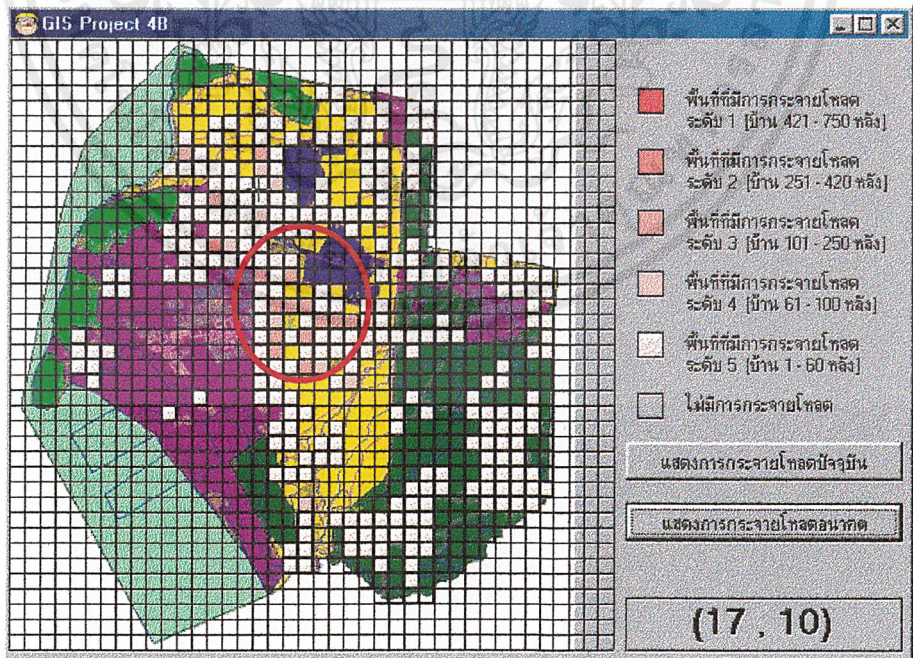 GIS Project 4B
พื้นที่ที่มีการกระจายโหลด
ระดับ 1 [บ้าน 421 - 750 หลัง]
พื้นที่ที่มีการกระจายโหลด
ระดับ 2 [บ้าน 251 - 420 หลัง]
พื้นที่ที่มีการกระจายโหลด
ระดับ 3 [บ้าน 101 - 250 หลัง]
พื้นที่ที่มีการกระจายโหลด
ระดับ 4 [บ้าน 61 - 100 หลัง]
พื้นที่ที่มีการกระจายโหลด
ระดับ 5 [บ้าน 1 - 60 หลัง]
ไม่มีการกระจายโหลด
แสดงการกระจายโหลดปัจจุบัน
แสดงการกระจายโหลดอนาคต
(17 , 10)